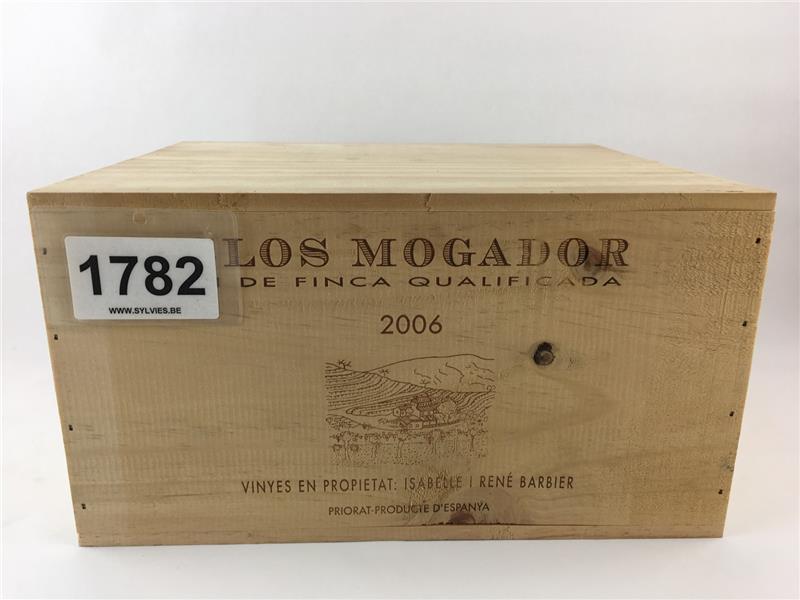 1782
WWW.SYLVIES.BE
LOS MOGADOR
I DE FINCA QUALIFICADA
2006
VINYES EN PROPIETAT: ISABELLE I RENÉ BARBIER
PRIORAT-PRODUCTE D'ESPANYA